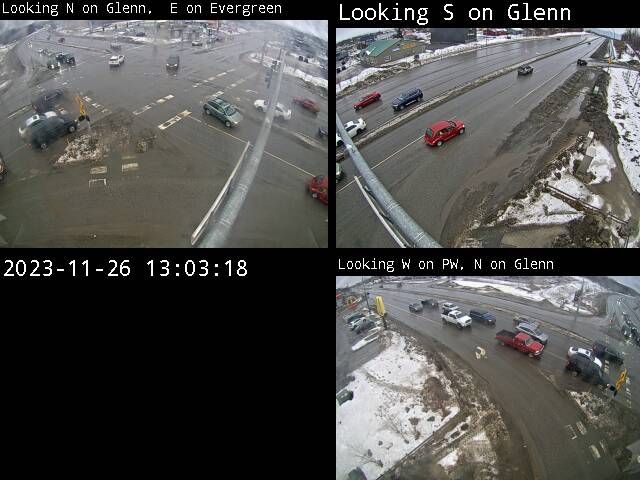 Looking N on Glenn, E on Evergreen
Looking S on Glenn
2023-11-26 13:03:18
Looking W on PW, N on Glenn